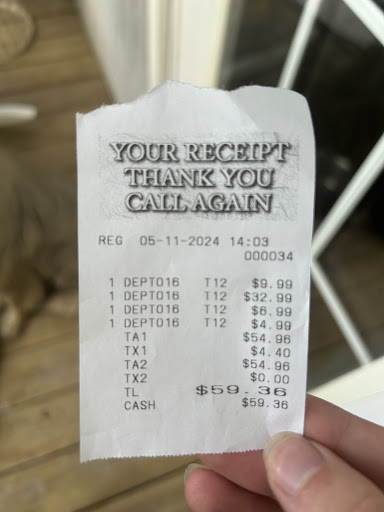 YOUR RECEIPT
THANK YOU
CALL AGAIN
REG 05-11-2024 14:03
000034
1 DEPT016 T12 $9.99
1 DEPT016 T12 $32.99
1 DEPT016 T12 $6.99
1 DEPT016 T12 $4.99
TA1 $54.96
TX1 $4.40
TA2 $54.96
TX2 $0.00
TL $59.36
CASH $59.36